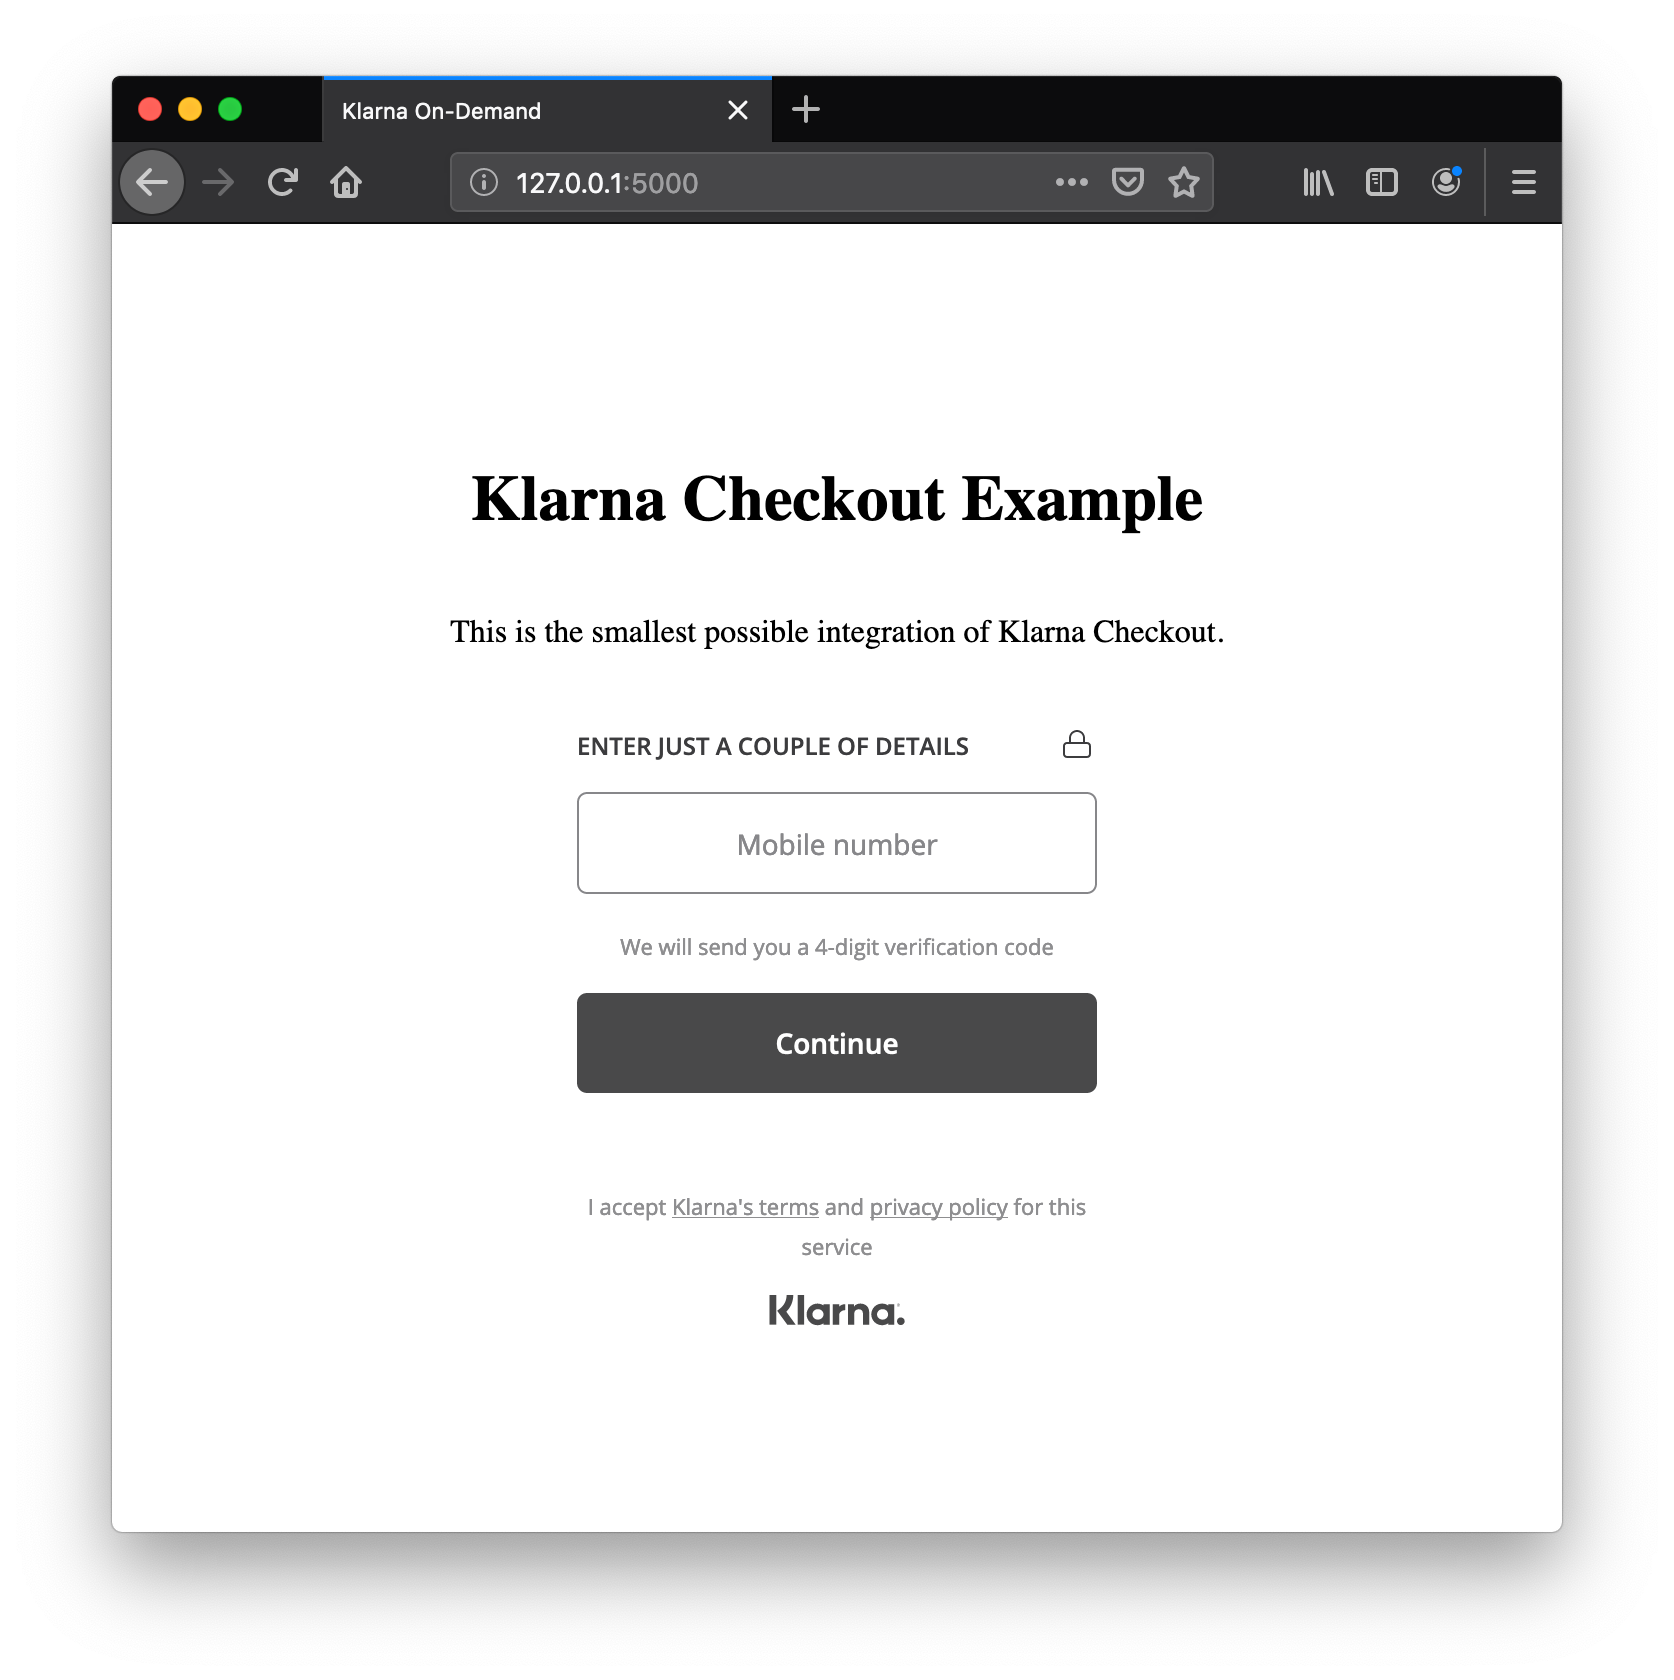 Klarna On-Demand
127.0.0.1:5000
Klarna Checkout Example
This is the smallest possible integration of Klarna Checkout.
ENTER JUST A COUPLE OF DETAILS
Mobile number
We will send you a 4-digit verification code
Continue
I accept Klarna's terms and privacy policy for this
service
Klarna.